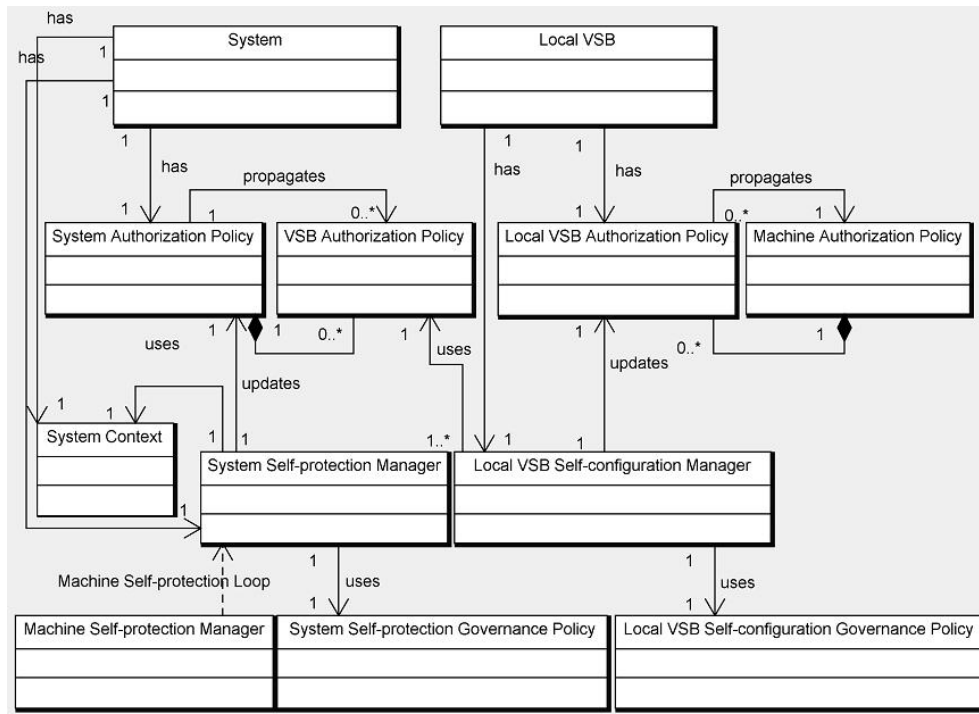 has
System
Local VSB
1
has
1
1
1
1
has
has
has
propagates
propagates
1
1
0..*
1
0..*
1
System Authorization Policy
VSB Authorization Policy
Local VSB Authorization Policy
Machine Authorization Policy
1
1
0..*
1
1
0..*
1
uses
uses
updates
updates
1
1
1
1
1..*
1
1
System Context
System Self-protection Manager
Local VSB Self-configuration Manager
1
Machine Self-protection Loop
1
uses
1
1
uses
1
Machine Self-protection Manager
System Self-protection Governance Policy
Local VSB Self-configuration Governance Policy